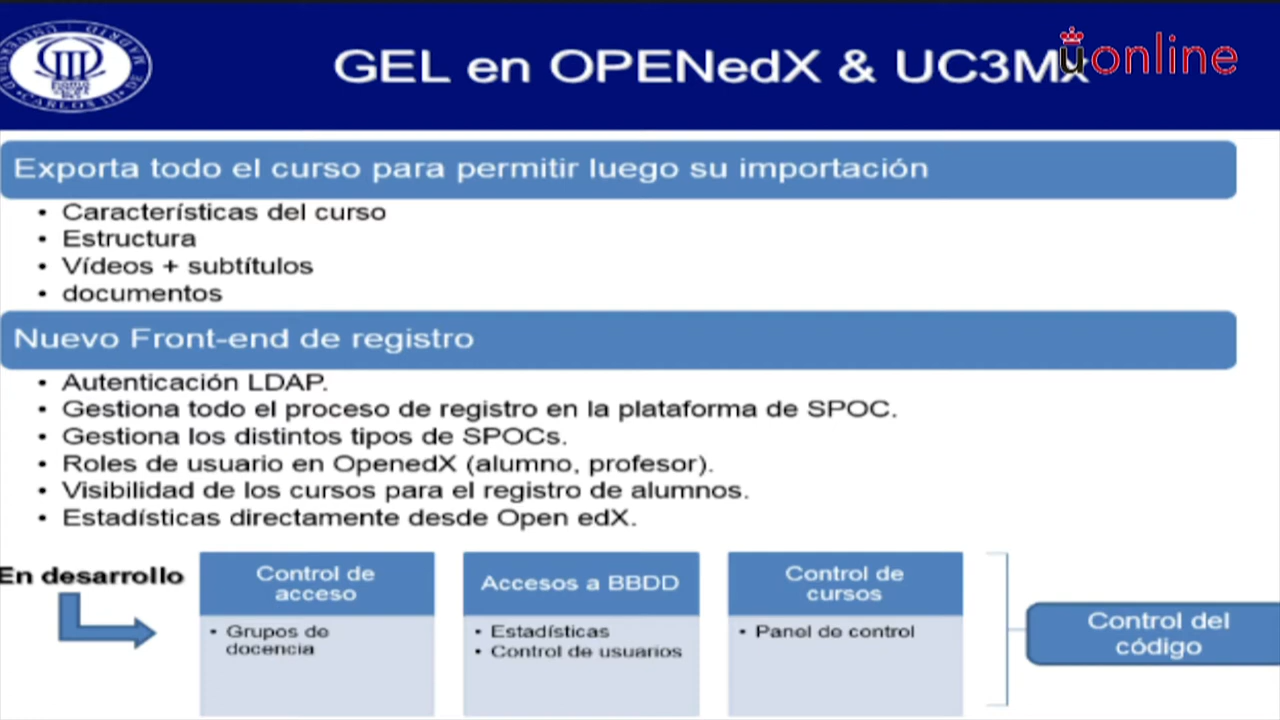 GEL en OPENedX & UC3Mx
uonline
CARLOS III
Exporta todo el curso para permitir luego su importación
• Características del curso
• Estructura
• Vídeos + subtítulos
• documentos
Nuevo Front-end de registro
• Autenticación LDAP.
• Gestiona todo el proceso de registro en la plataforma de SPOC.
• Gestiona los distintos tipos de SPOCs.
• Roles de usuario en OpenedX (alumno, profesor).
• Visibilidad de los cursos para el registro de alumnos.
• Estadísticas directamente desde Open edX.
En desarrollo
Control de
acceso
• Grupos de
docencia
Accesos a BBDD
• Estadísticas
• Control de usuarios
Control de
cursos
• Panel de control
Control del
código